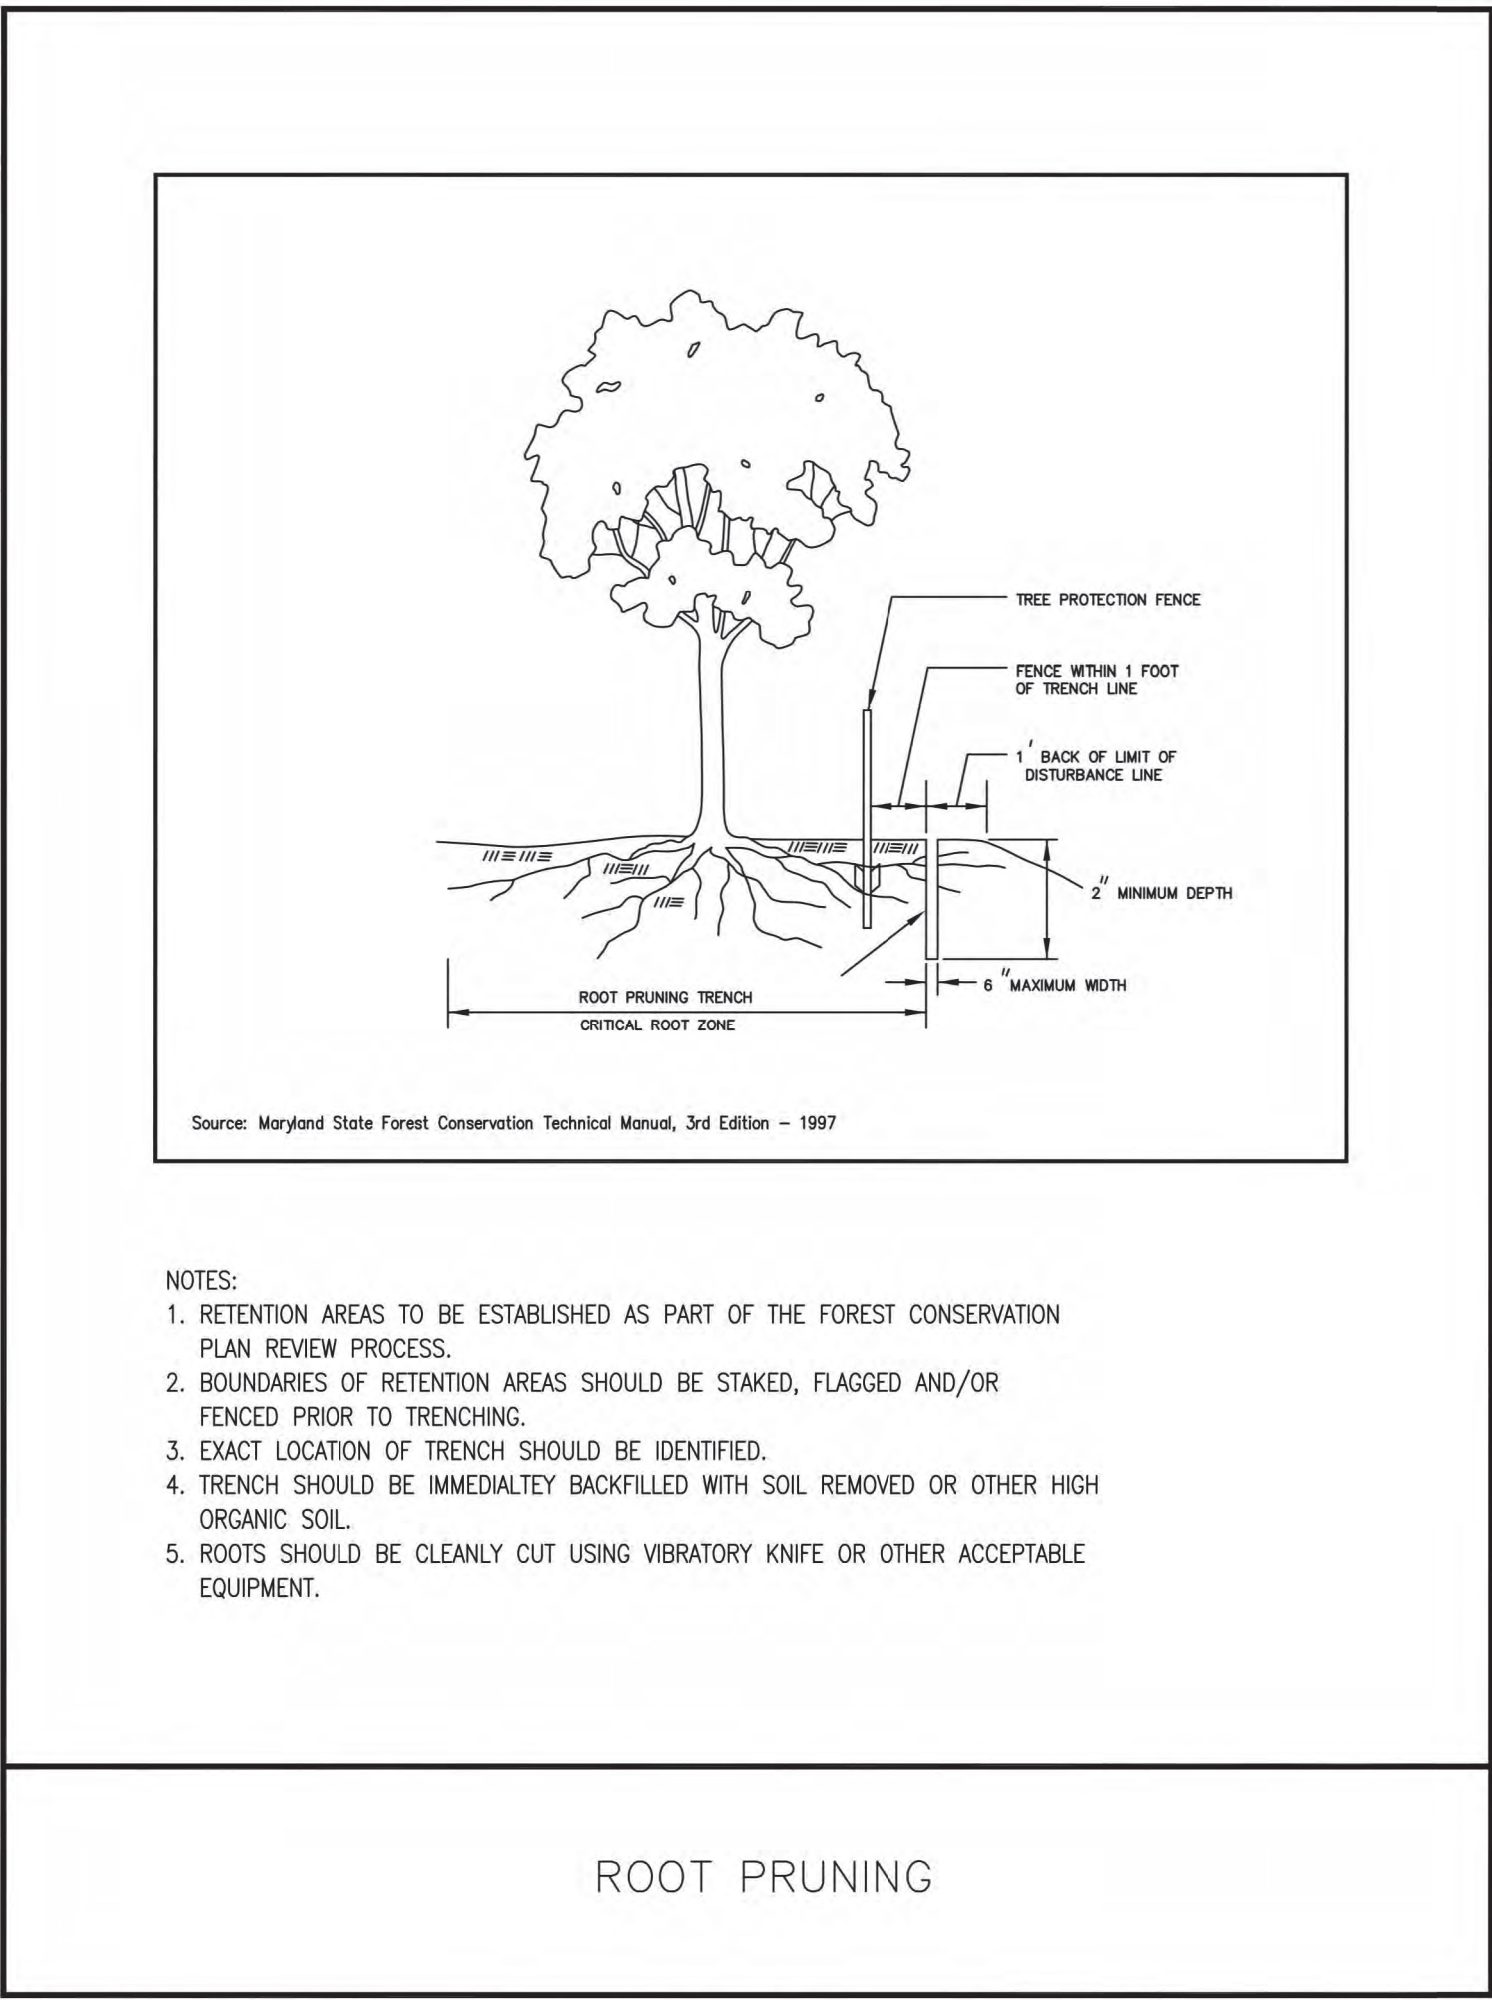 TREE PROTECTION FENCE
FENCE WITHIN 1 FOOT
OF TRENCH LINE
1' BACK OF LIMIT OF
DISTURBANCE LINE
2" MINIMUM DEPTH
6" MAXIMUM WIDTH
ROOT PRUNING TRENCH
CRITICAL ROOT ZONE
Source: Maryland State Forest Conservation Technical Manual, 3rd Edition – 1997
NOTES:
1. RETENTION AREAS TO BE ESTABLISHED AS PART OF THE FOREST CONSERVATION
PLAN REVIEW PROCESS.
2. BOUNDARIES OF RETENTION AREAS SHOULD BE STAKED, FLAGGED AND/OR
FENCED PRIOR TO TRENCHING.
3. EXACT LOCATION OF TRENCH SHOULD BE IDENTIFIED.
4. TRENCH SHOULD BE IMMEDIALTEY BACKFILLED WITH SOIL REMOVED OR OTHER HIGH
ORGANIC SOIL.
5. ROOTS SHOULD BE CLEANLY CUT USING VIBRATORY KNIFE OR OTHER ACCEPTABLE
EQUIPMENT.
ROOT PRUNING